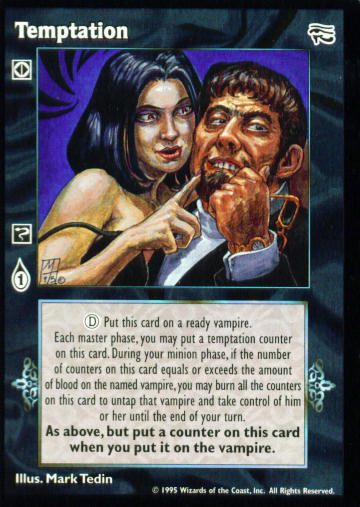 Temptation
1
Ⓓ Put this card on a ready vampire.
Each master phase, you may put a temptation counter
on this card. During your minion phase, if the number
of counters on this card equals or exceeds the amount
of blood on the named vampire, you may burn all the counters
on this card to untap that vampire and take control of him
or her until the end of your turn.
As above, but put a counter on this card
when you put it on the vampire.
Illus. Mark Tedin
© 1995 Wizards of the Coast, Inc. All Rights Reserved.